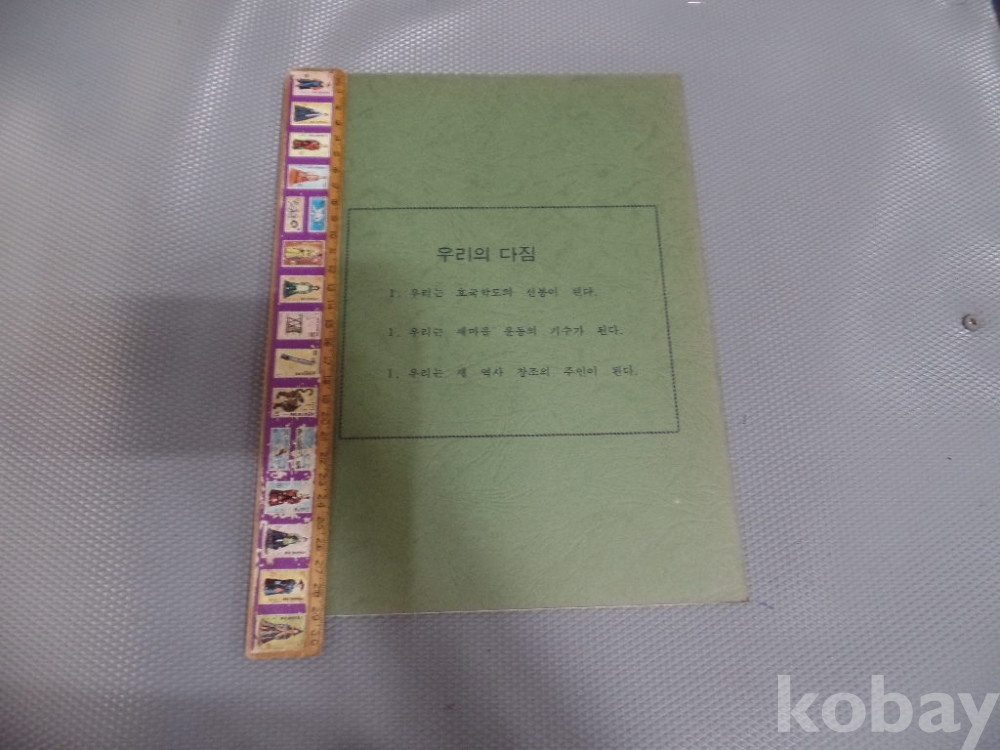 우리의 다짐
1. 우리는 호국학도의 선봉이 된다.
1. 우리는 새마을 운동의 기수가 된다.
1. 우리는 새 역사 창조의 주인이 된다.
kobay